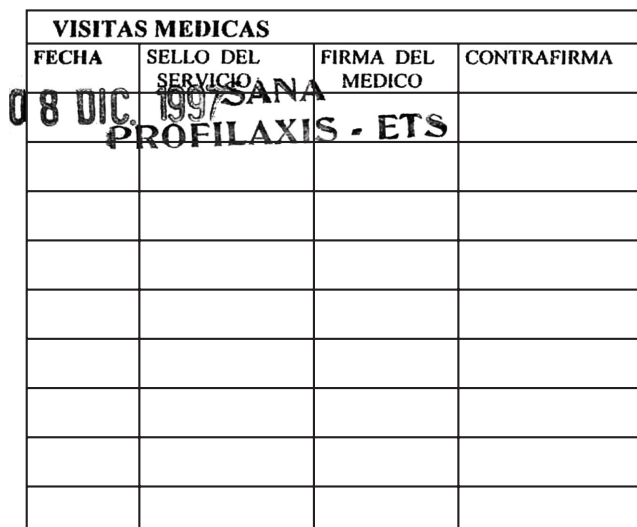 VISITAS MEDICAS
FECHA SELLO DEL SERVICIO FIRMA DEL MEDICO CONTRAFIRMA
08 DIC. 1997 SANA
PROFILAXIS - ETS